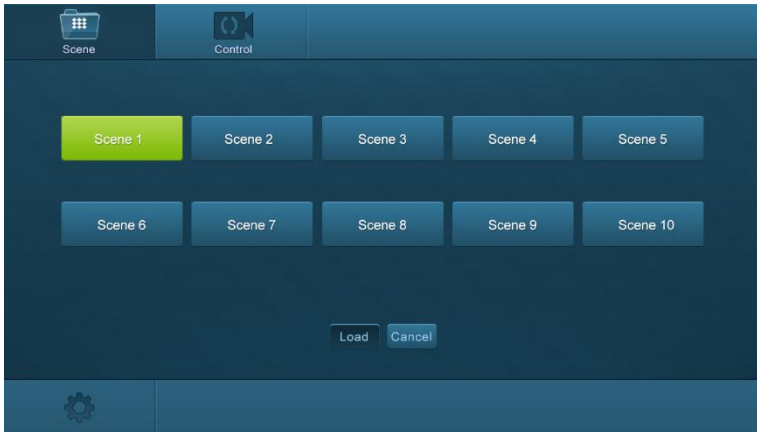 Scene Control
Scene 1 Scene 2 Scene 3 Scene 4 Scene 5
Scene 6 Scene 7 Scene 8 Scene 9 Scene 10
Load Cancel